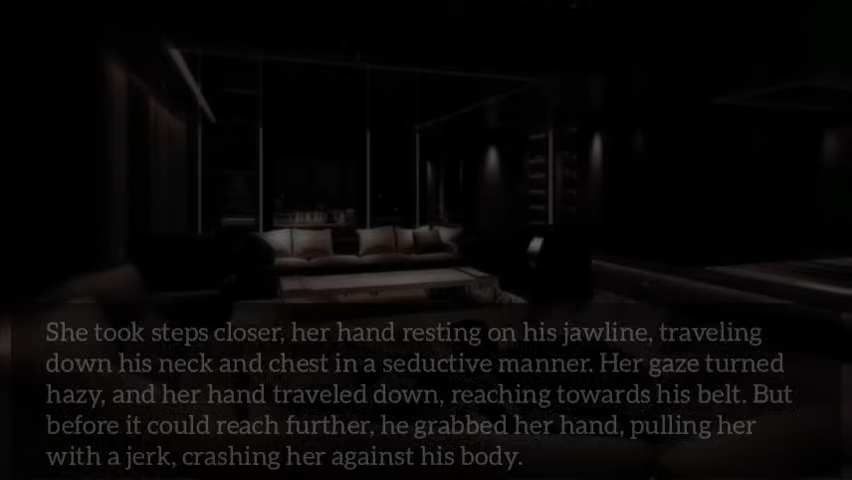 She took steps closer, her hand resting on his jawline, traveling
down his neck and chest in a seductive manner. Her gaze turned
hazy, and her hand traveled down, reaching towards his belt. But
before it could reach further, he grabbed her hand, pulling her
with a jerk, crashing her against his body.